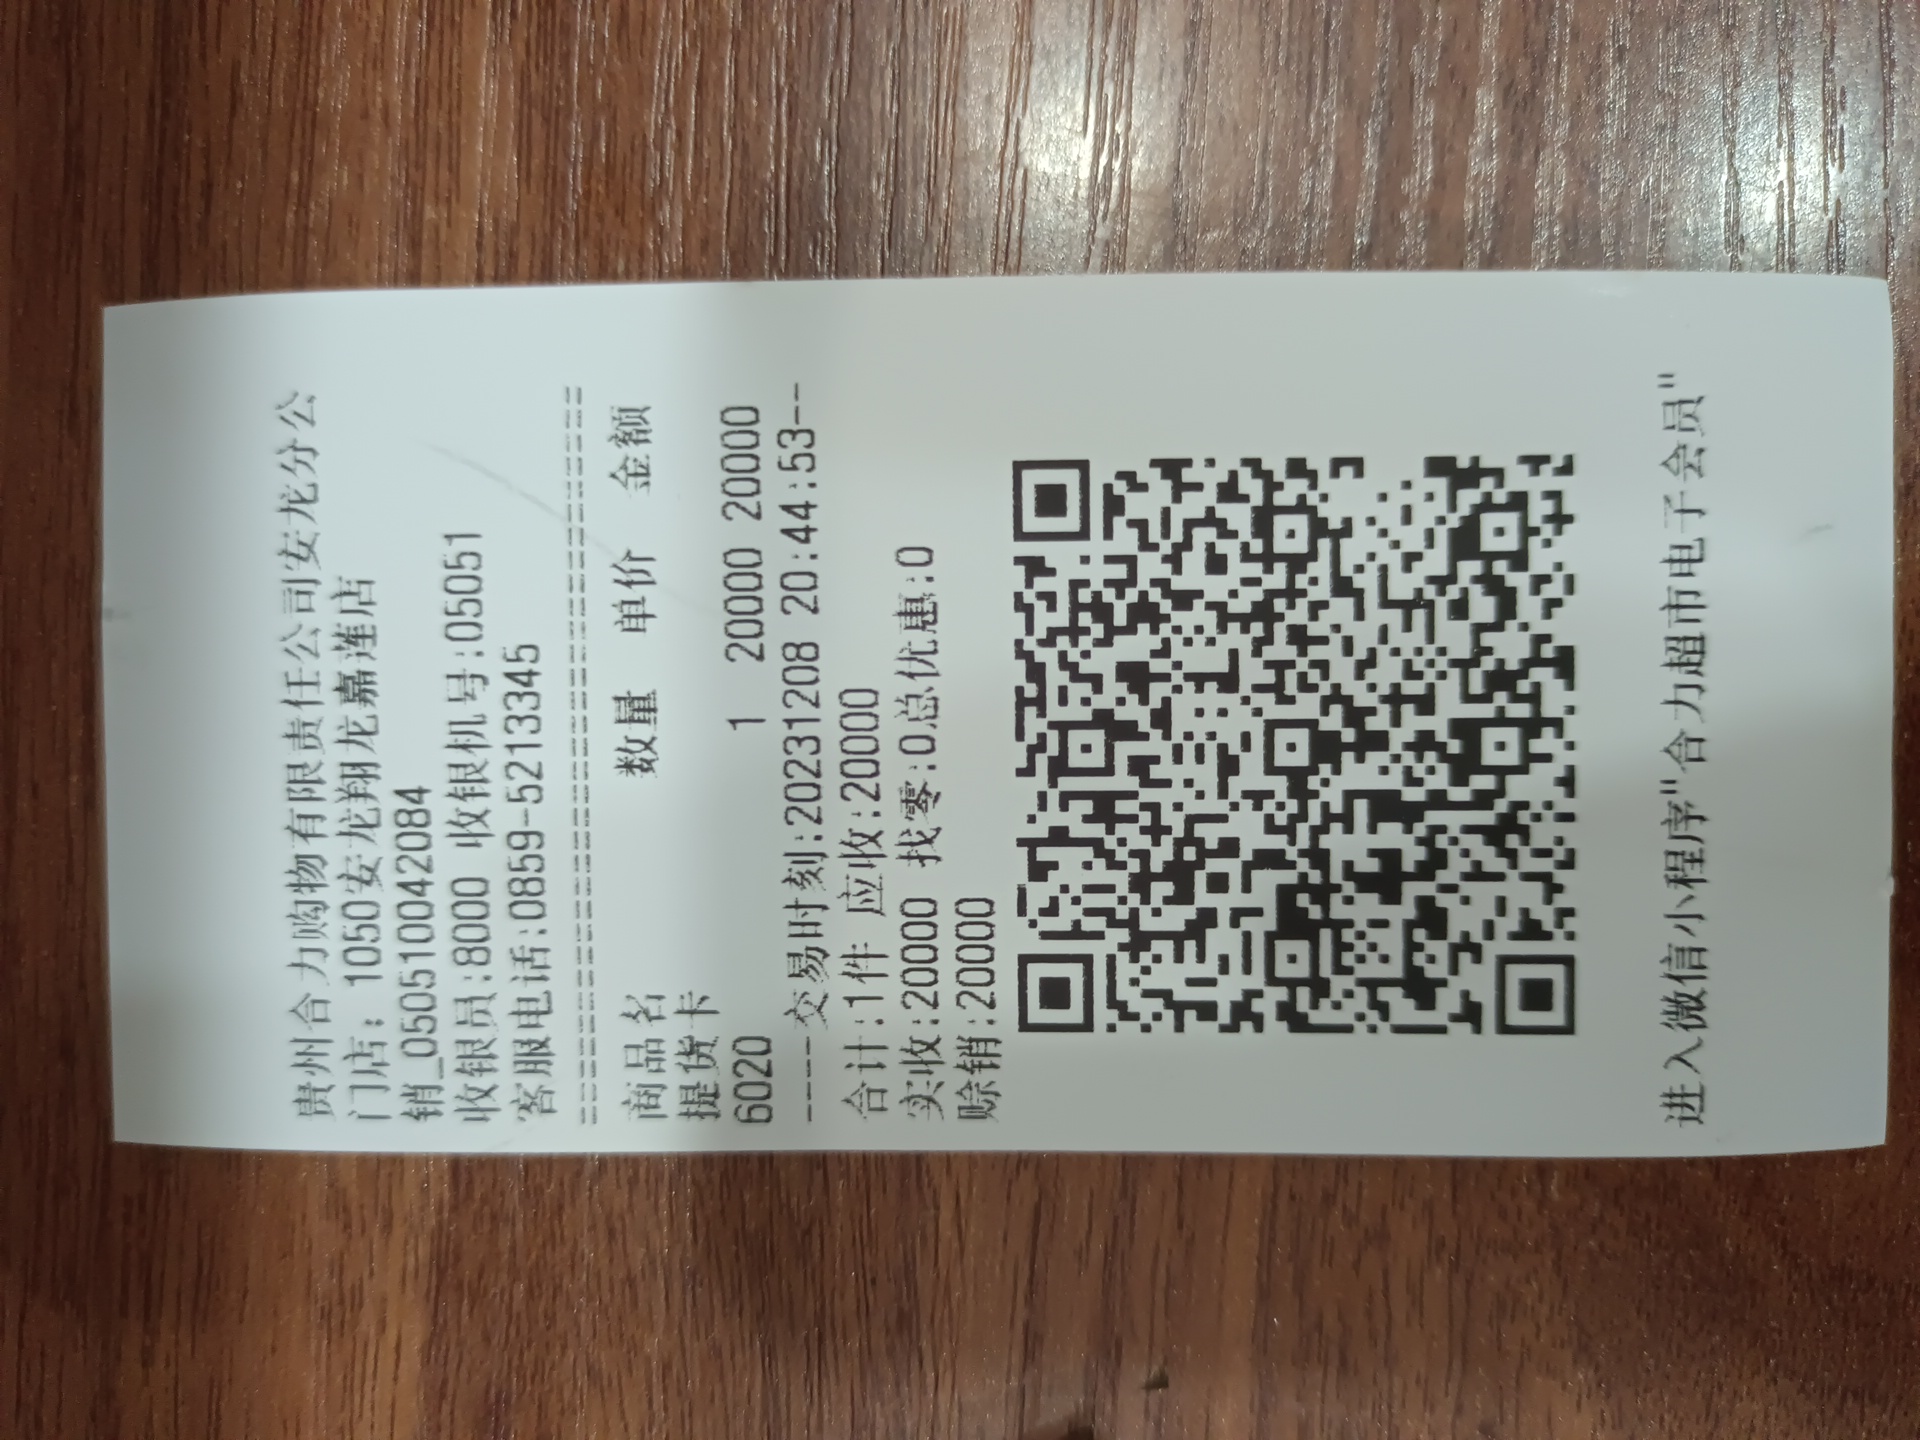 贵州合力购物有限责任公司安龙分公
门店：1050安龙翔龙嘉莲店
销_050510042084
收银员:8000 收银机号:05051
客服电话:0859-5213345
======================================
商品名 数量 单价 金额
提货卡
6020 1 20000 20000
----交易时刻:20231208 20:44:53--
合计:1件 应收:20000
实收:20000 找零:0总优惠:0
赊销:20000
进入微信小程序"合力超市电子会员"